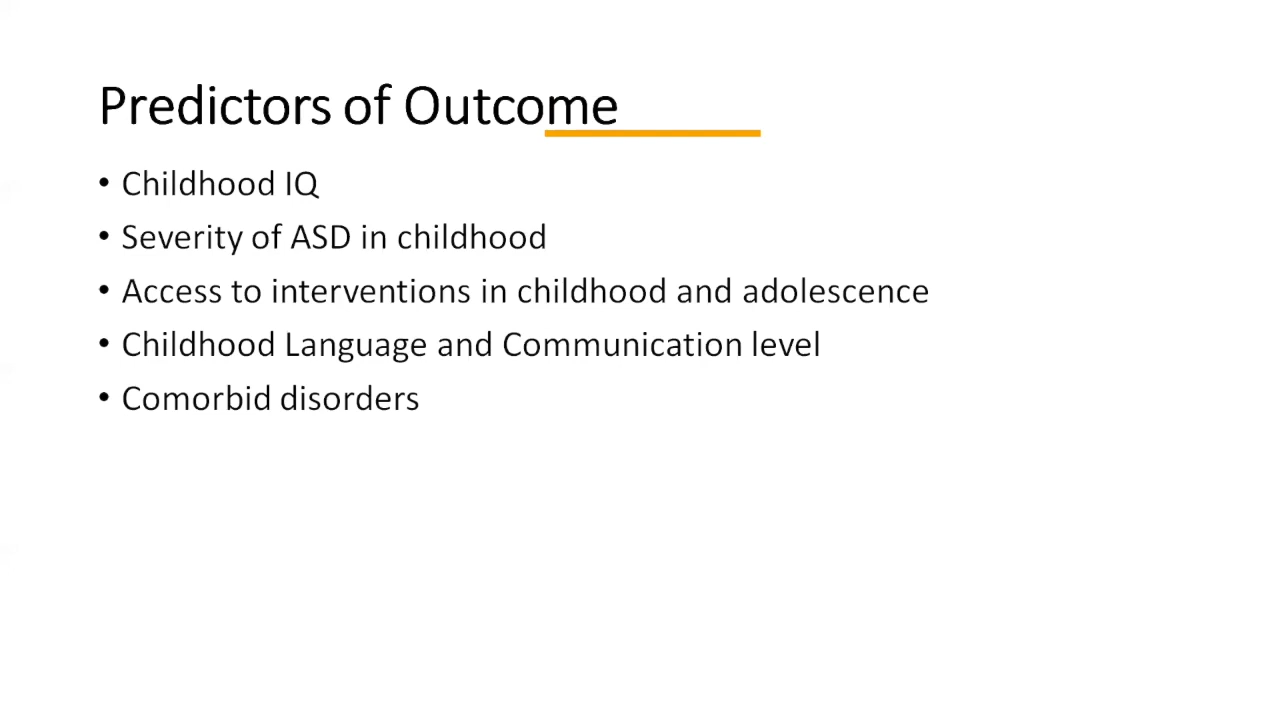 Predictors of Outcome
• Childhood IQ
• Severity of ASD in childhood
• Access to interventions in childhood and adolescence
• Childhood Language and Communication level
• Comorbid disorders